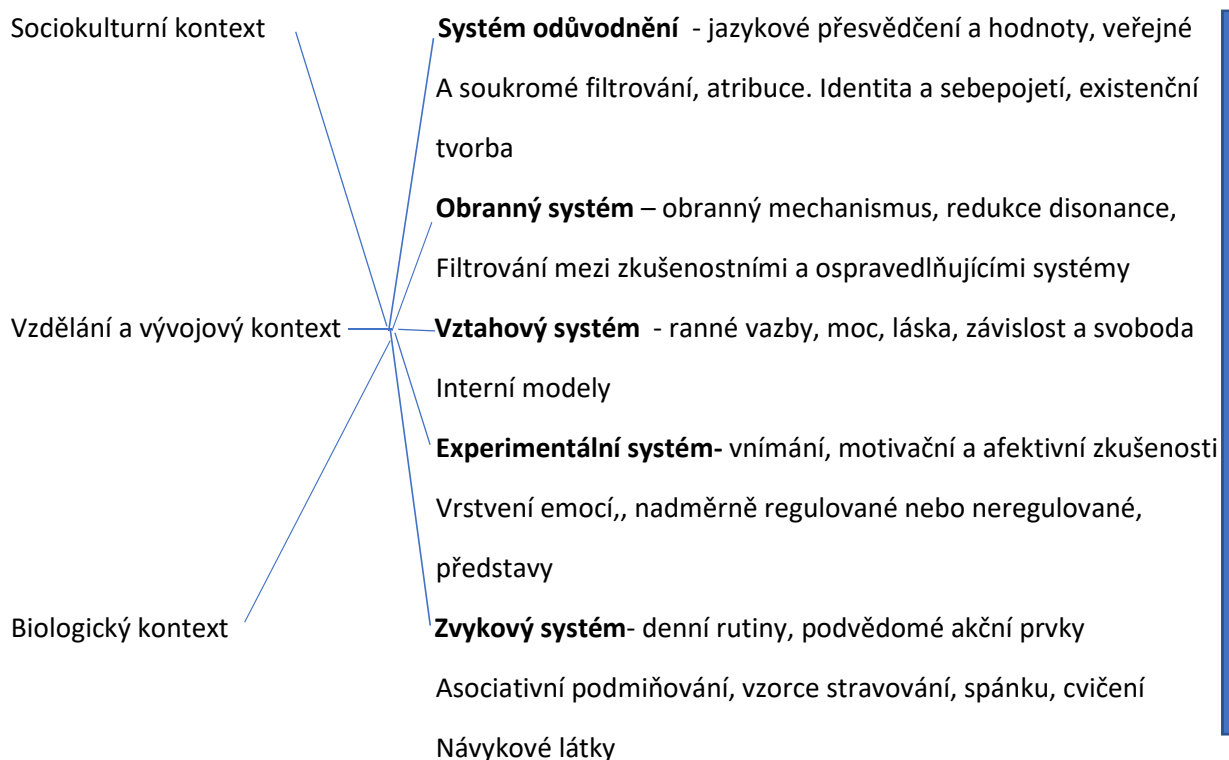 Sociokulturní kontext
Systém odůvodnění - jazykové přesvědčení a hodnoty, veřejné
A soukromé filtrování, atribuce. Identita a sebepojetí, existenční
tvorba
Obranný systém – obranný mechanismus, redukce disonance,
Filtrování mezi zkušenostními a ospravedlňujícími systémy
Vzdělání a vývojový kontext
Vztahový systém - ranné vazby, moc, láska, závislost a svoboda
Interní modely
Experimentální systém- vnímání, motivační a afektivní zkušenosti
Vrstvení emocí,, nadměrně regulované nebo neregulované,
představy
Biologický kontext
Zvykový systém- denní rutiny, podvědomé akční prvky
Asociativní podmiňování, vzorce stravování, spánku, cvičení
Návykové látky